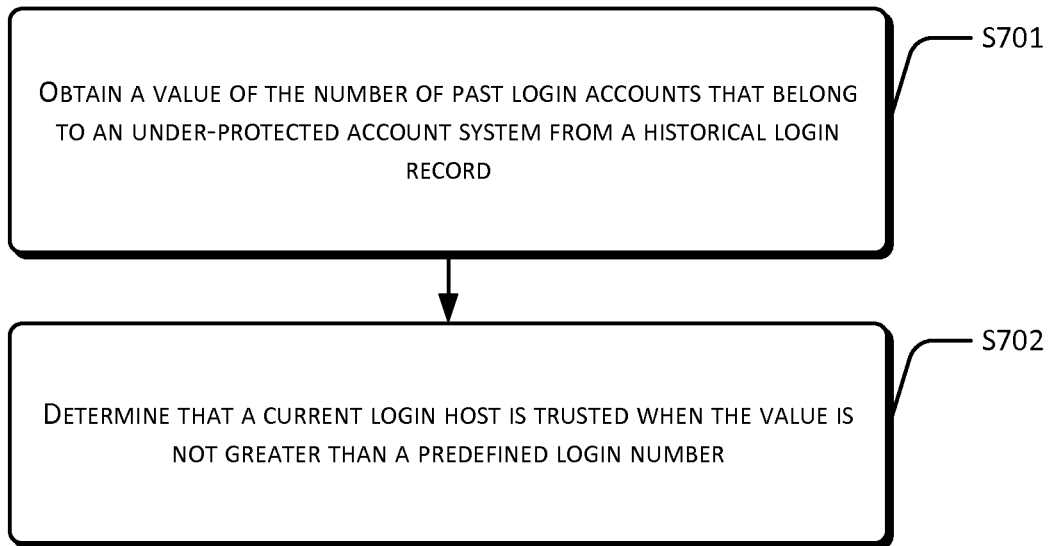 S701
OBTAIN A VALUE OF THE NUMBER OF PAST LOGIN ACCOUNTS THAT BELONG
TO AN UNDER-PROTECTED ACCOUNT SYSTEM FROM A HISTORICAL LOGIN
RECORD
S702
DETERMINE THAT A CURRENT LOGIN HOST IS TRUSTED WHEN THE VALUE IS
NOT GREATER THAN A PREDEFINED LOGIN NUMBER